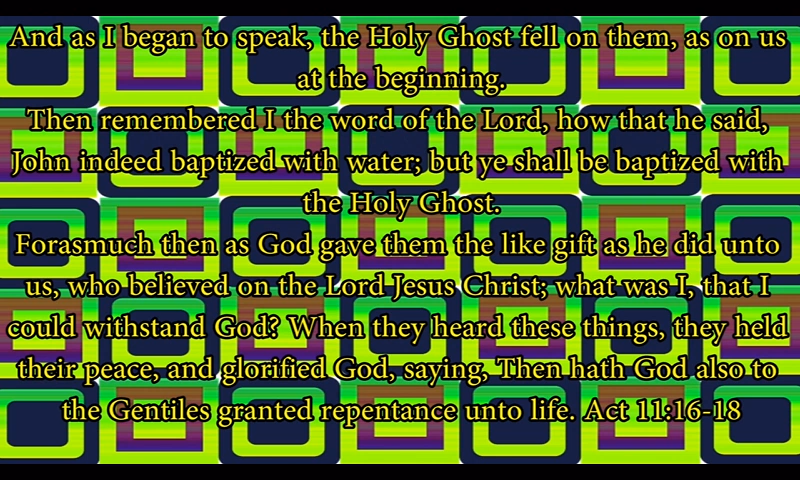 And as I began to speak, the Holy Ghost fell on them, as on us
at the beginning.
Then remembered I the word of the Lord, how that he said,
John indeed baptized with water; but ye shall be baptized with
the Holy Ghost.
Forasmuch then as God gave them the like gift as he did unto
us, who believed on the Lord Jesus Christ; what was I, that I
could withstand God? When they heard these things, they held
their peace, and glorified God, saying, Then hath God also to
the Gentiles granted repentance unto life. Act 11:16-18